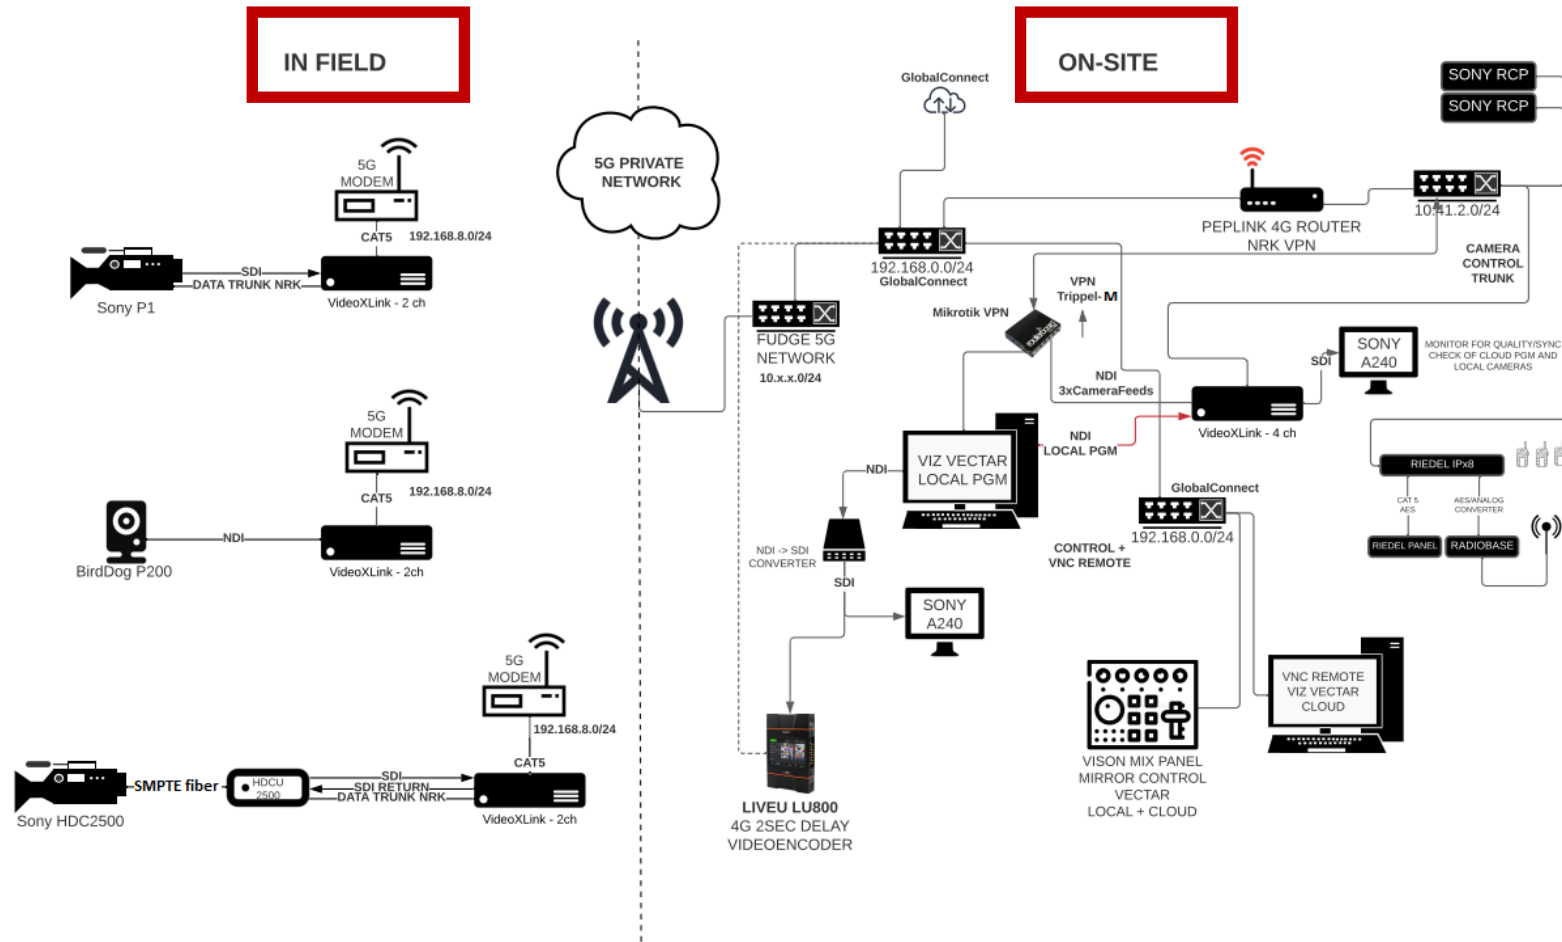 IN FIELD
ON-SITE
GlobalConnect
SONY RCP
SONY RCP
5G PRIVATE
NETWORK
5G
MODEM
CAT5
192.168.8.0/24
SDI
DATA TRUNK NRK
Sony P1
VideoXLink - 2 ch
192.168.0.0/24
GlobalConnect
PEPLINK 4G ROUTER
NRK VPN
10.41.2.0/24
CAMERA
CONTROL
TRUNK
VPN
Trippel-M
Mikrotik VPN
FUDGE 5G
NETWORK
10.x.x.0/24
NDI
3xCameraFeeds
SDI
SONY
A240
MONITOR FOR QUALITY/SYNC
CHECK OF CLOUD PGM AND
LOCAL CAMERAS
VideoXLink - 4 ch
5G
MODEM
CAT5
192.168.8.0/24
NDI
BirdDog P200
VideoXLink - 2ch
VIZ VECTAR
LOCAL PGM
NDI
LOCAL PGM
NDI
NDI -> SDI
CONVERTER
SDI
SONY
A240
RIEDEL IPx8
CAT 5
AES
AES/ANALOG
CONVERTER
RIEDEL PANEL
RADIOBASE
GlobalConnect
192.168.0.0/24
CONTROL +
VNC REMOTE
5G
MODEM
192.168.8.0/24
CAT5
SMPTE fiber
HDCU
2500
SDI
SDI RETURN
DATA TRUNK NRK
Sony HDC2500
VideoXLink - 2ch
LIVEU LU800
4G 2SEC DELAY
VIDEOENCODER
VISON MIX PANEL
MIRROR CONTROL
VECTAR
LOCAL + CLOUD
VNC REMOTE
VIZ VECTAR
CLOUD